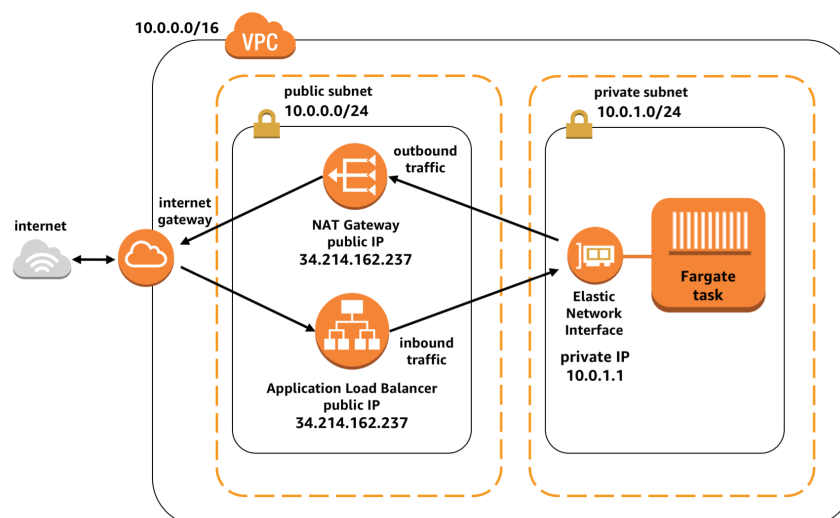 10.0.0.0/16
VPC
public subnet
10.0.0.0/24
private subnet
10.0.1.0/24
outbound
traffic
internet
gateway
internet
NAT Gateway
public IP
34.214.162.237
Elastic
Network
Interface
Fargate
task
inbound
traffic
private IP
10.0.1.1
Application Load Balancer
public IP
34.214.162.237